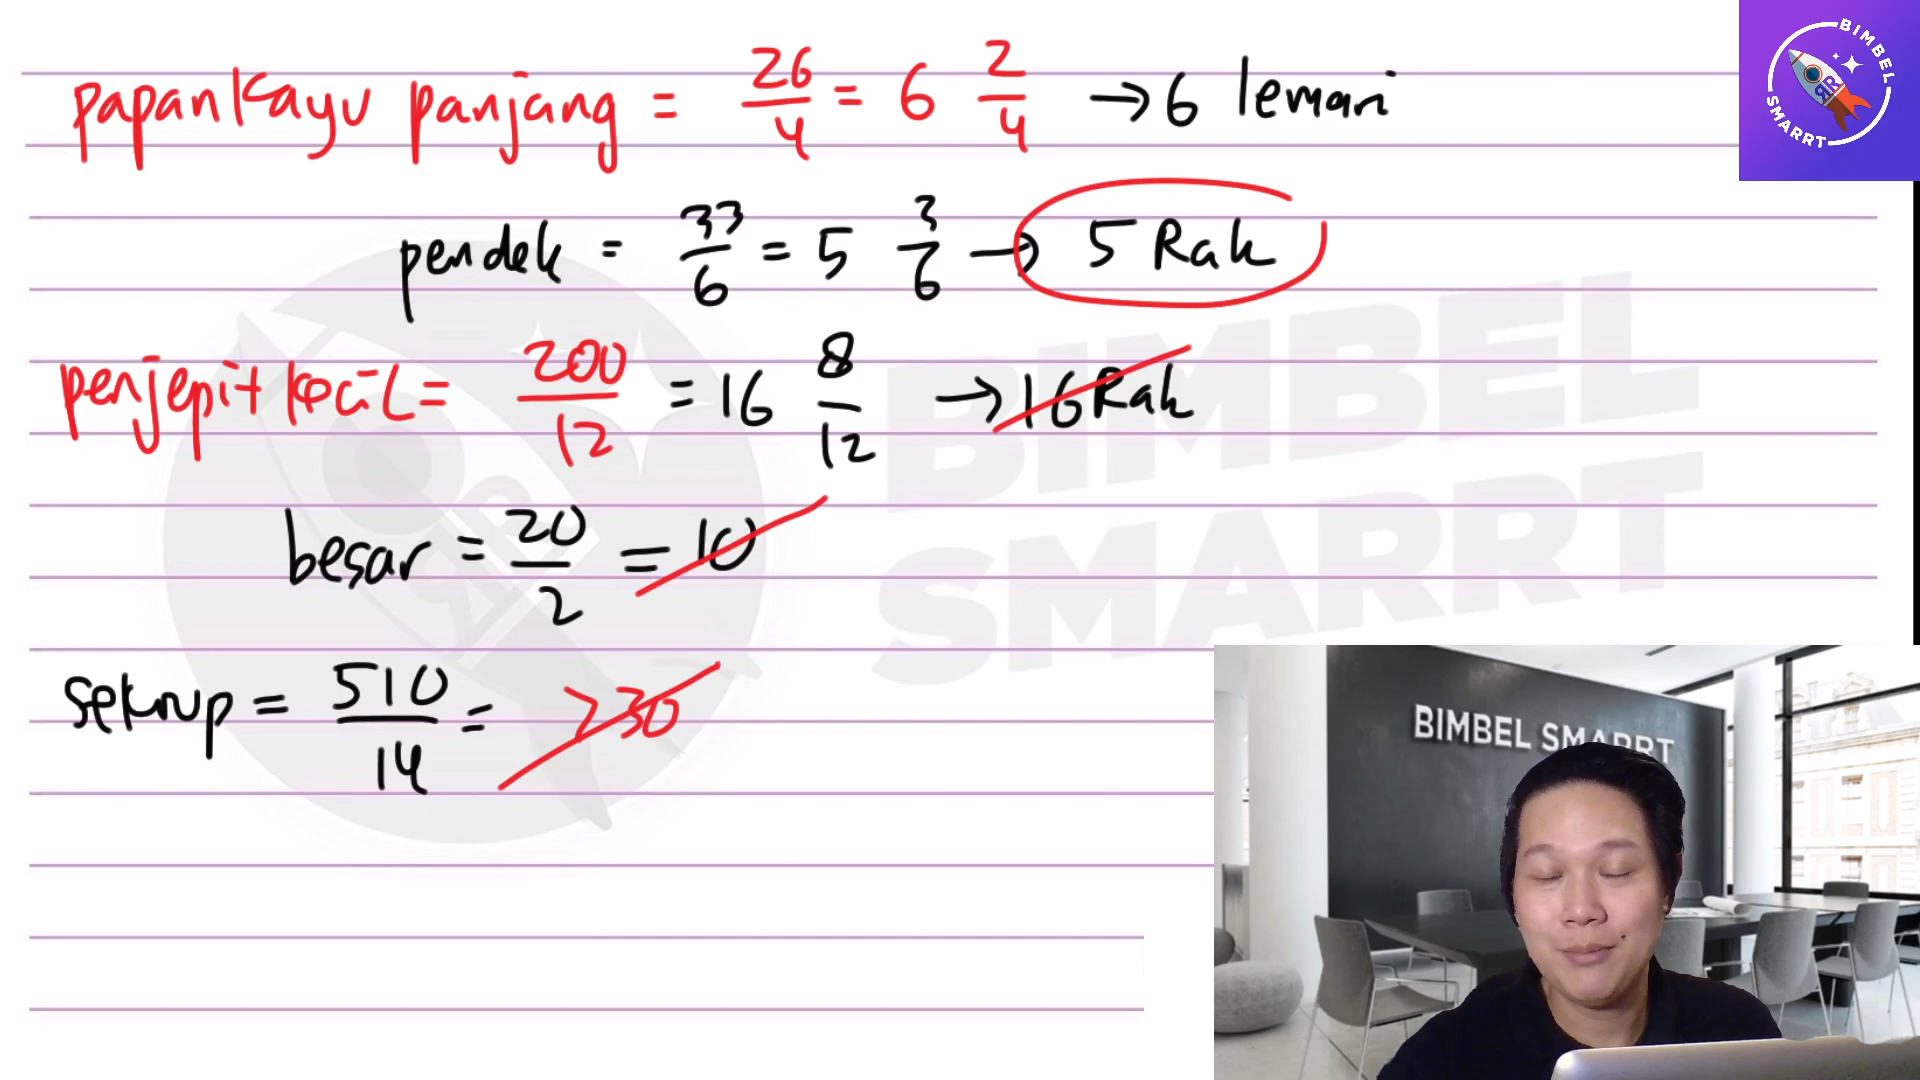 BIMBEL SMARRT
papan kayu panjang = 26/4 = 6 2/4 → 6 lemari
pendek = 33/6 = 5 3/6 → 5 Rak
penjepit kecil = 200/12 = 16 8/12 → 16 Rak
besar = 20/2 = 10
sekrup = 510/14 = >30
BIMBEL
SMARRT
BIMBEL SMARRT